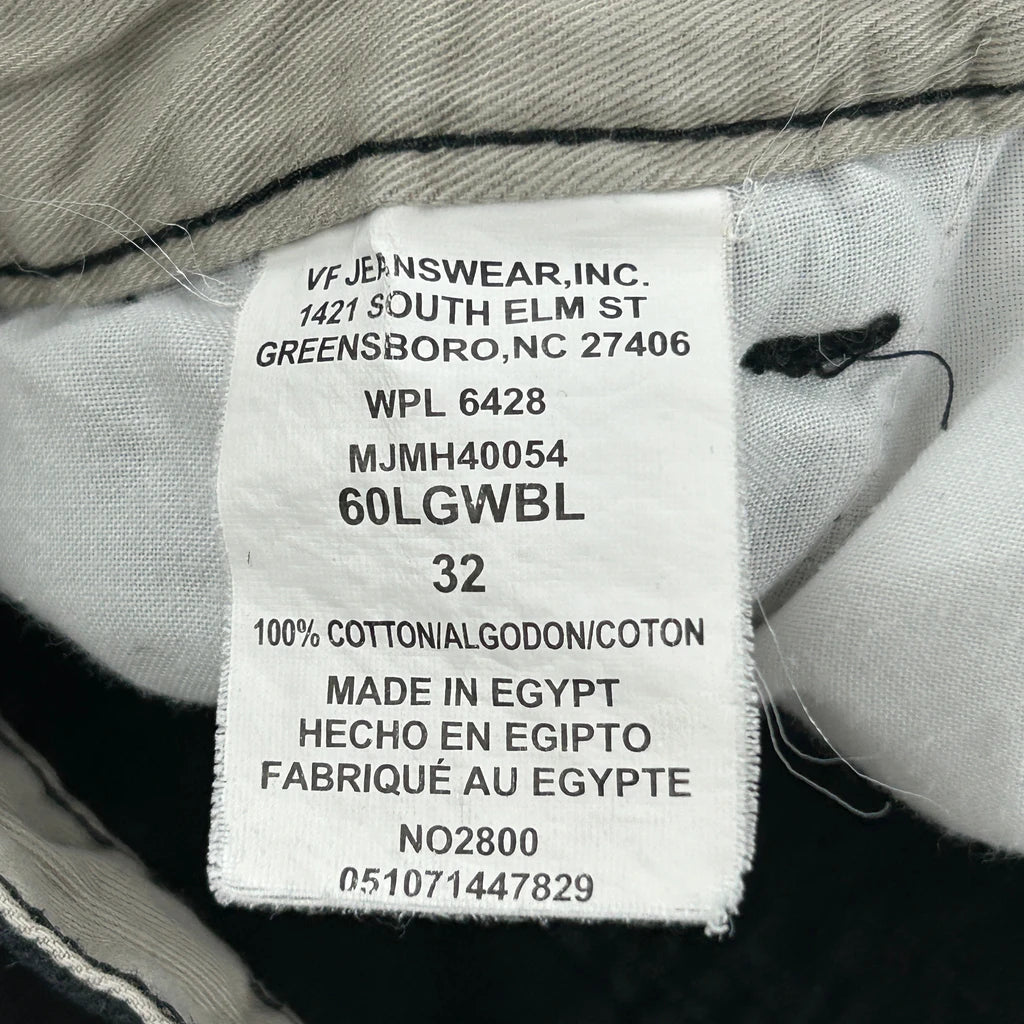 VF JEANSWEAR,INC.
1421 SOUTH ELM ST
GREENSBORO,NC 27406
WPL 6428
MJMH40054
60LGWBL
32
100% COTTON/ALGODON/COTON
MADE IN EGYPT
HECHO EN EGIPTO
FABRIQUÉ AU EGYPTE
NO2800
051071447829